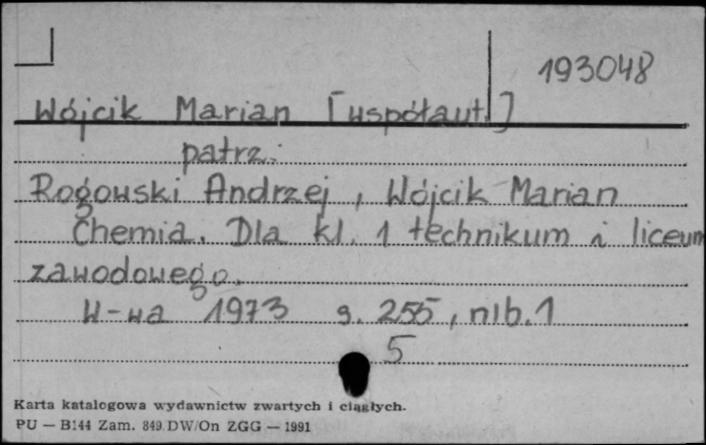 193048
Wójcik Marian [współaut.]
patrz:
Rogowski Andrzej, Wójcik Marian
Chemia. Dla kl. 1 technikum i liceum
zawodowego.
W-wa 1973 s. 255, nlb. 1
5
Karta katalogowa wydawnictw zwartych i ciągłych.
PU — B144 Zam. 849 DW/On ZGG — 1991